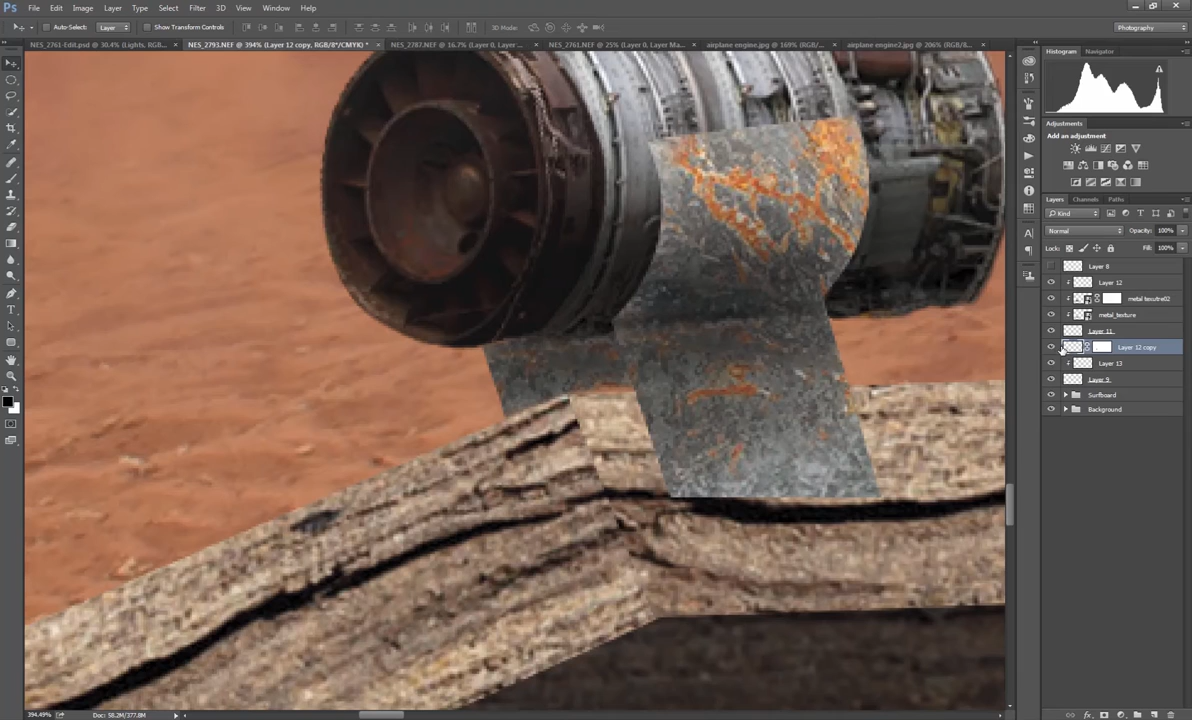 Ps File Edit Image Layer Type Select Filter 3D View Window Help
Auto-Select: Layer Show Transform Controls 3D Mode: Photography
NES_2761-Edit.psd @ 30.4% (Lights, RGB... × NES_2793.NEF @ 394% (Layer 12 copy, RGB/8*/CMYK) * × NES_2787.NEF @ 16.7% (Layer 0, Layer ... × NES_2761.NEF @ 25% (Layer 0, Layer Ma... × airplane engine.jpg @ 169% (RGB/... × airplane engine2.jpg @ 206% (RGB/8... ×
Histogram Navigator
Adjustments
Add an adjustment
Layers Channels Paths
Kind
Normal Opacity: 100%
Lock: Fill: 100%
Layer 8
Layer 12
metal texutre02
metal_texture
Layer 11
Layer 12 copy
Layer 13
Layer 9
Surfboard
Background
394.49% Doc: 58.2M/377.8M